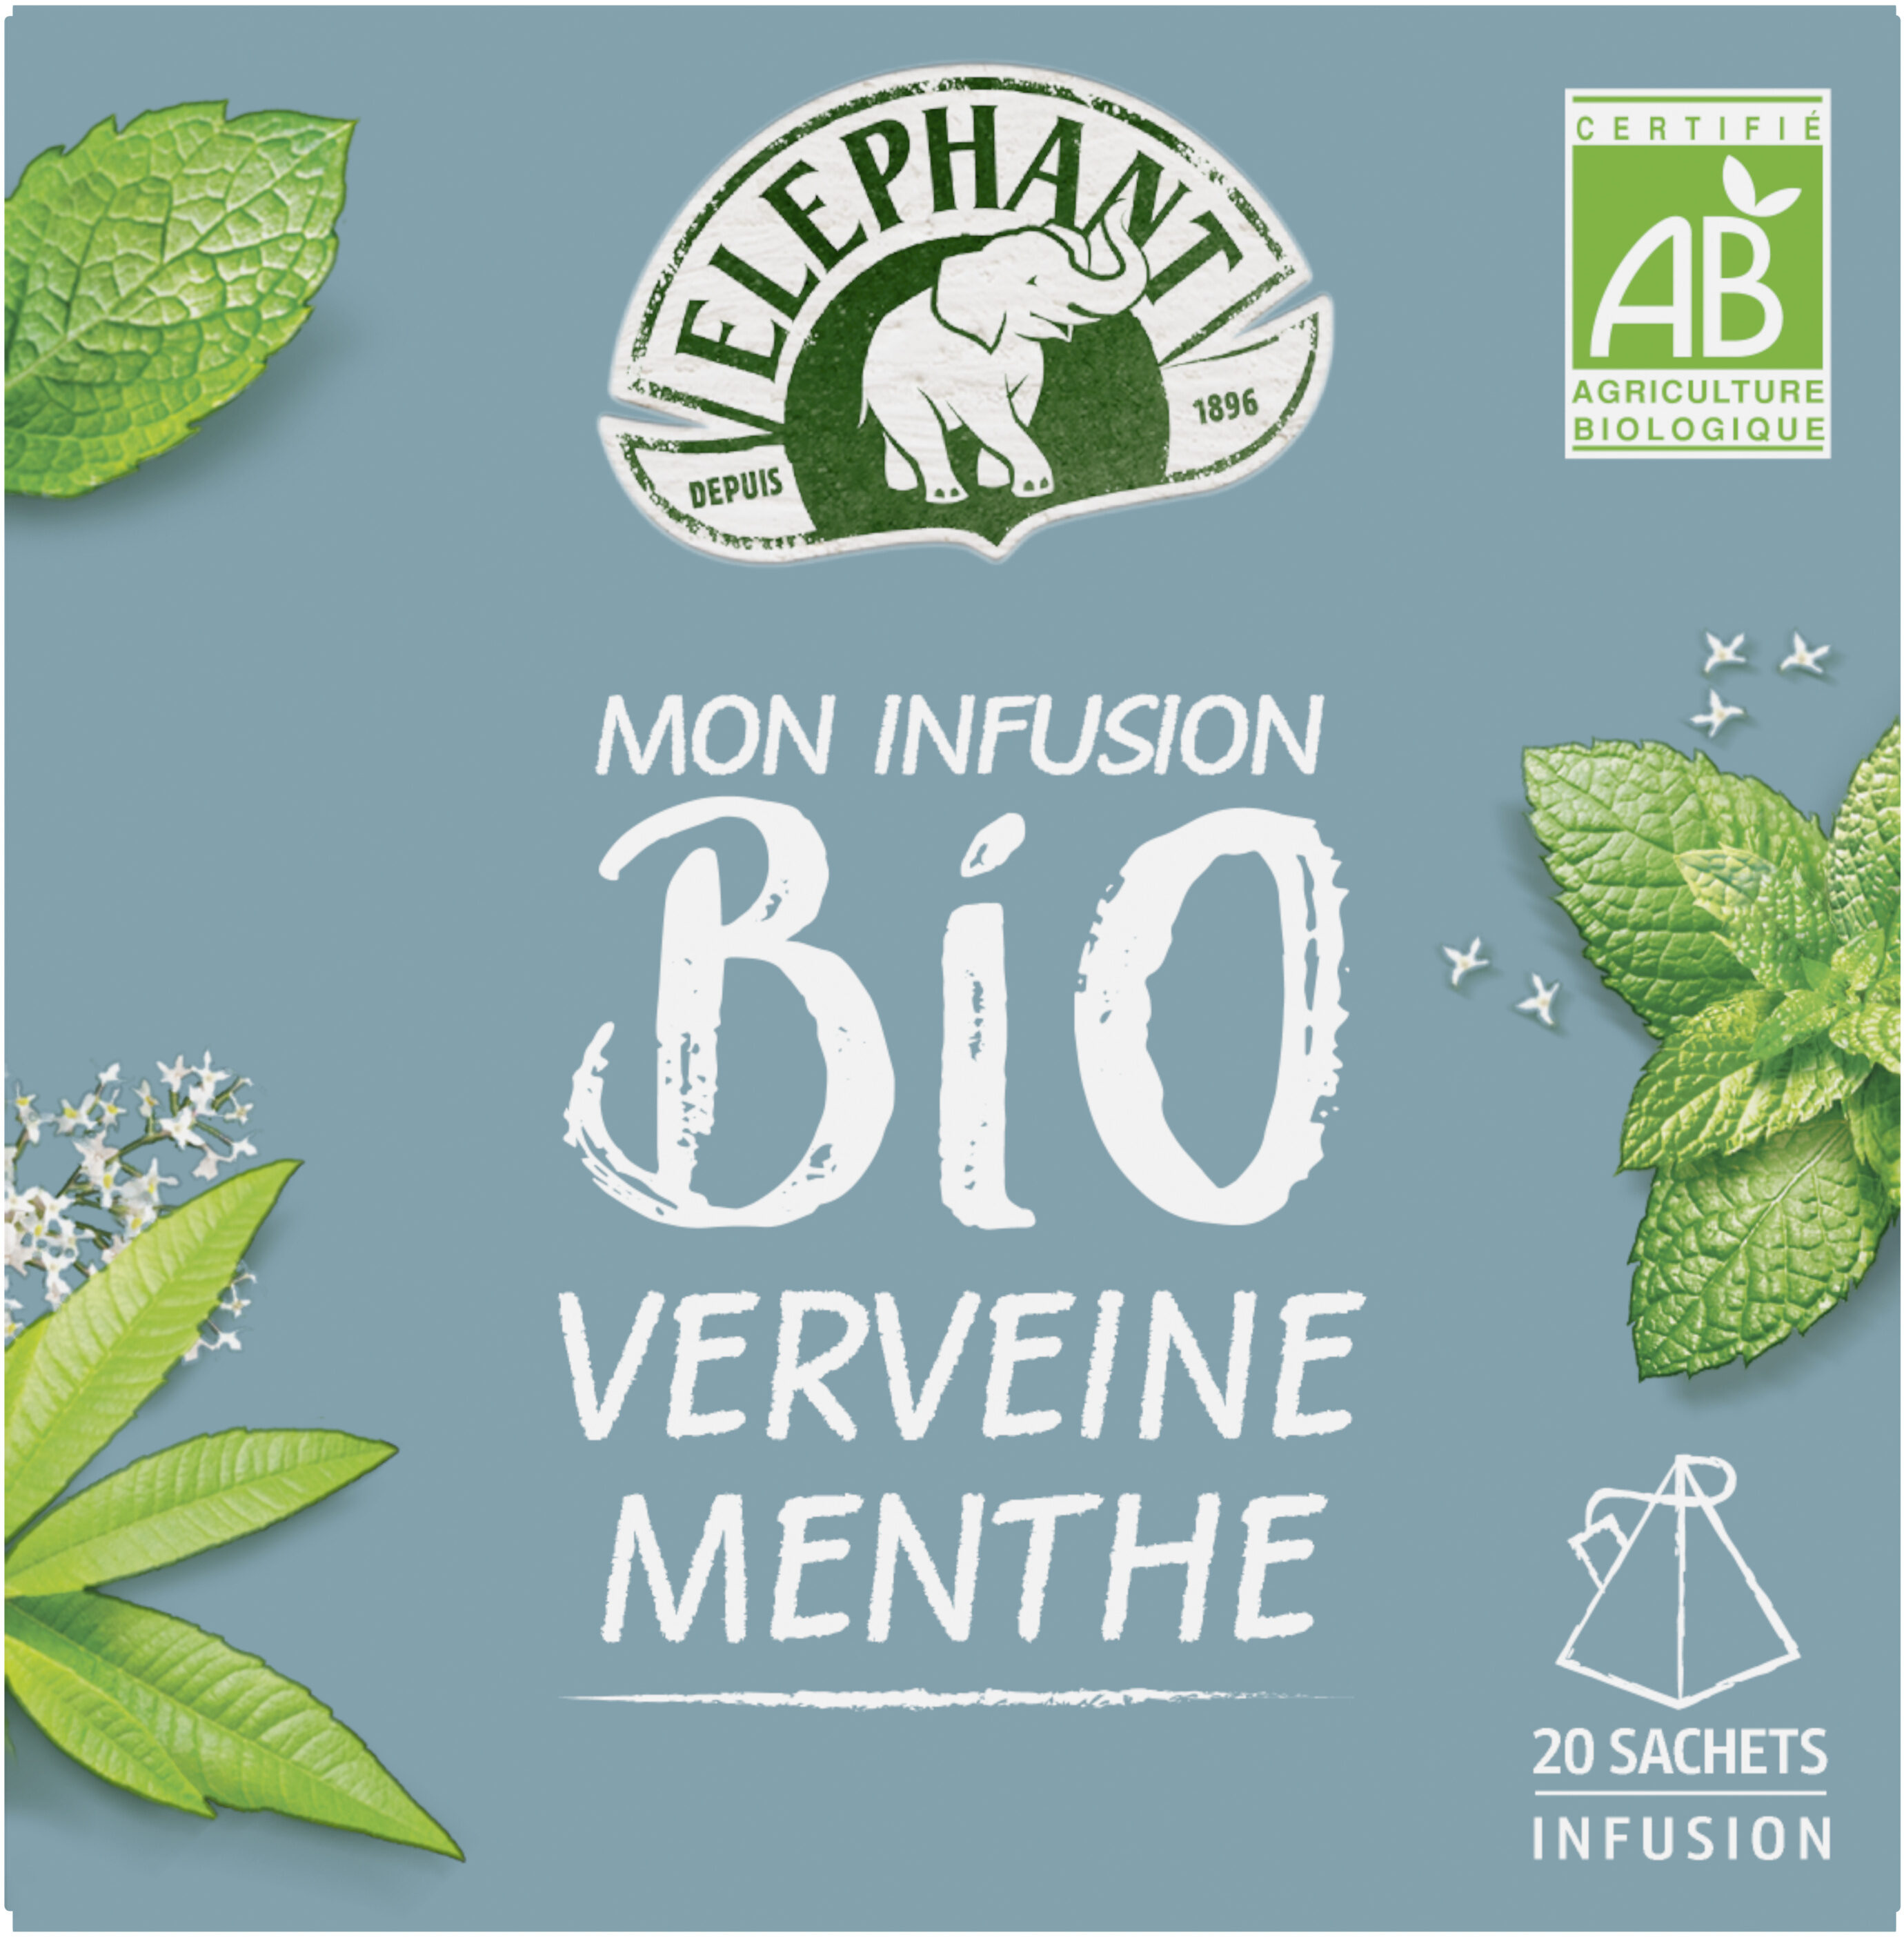 ELEPHANT
DEPUIS
1896
CERTIFIÉ
AB
AGRICULTURE
BIOLOGIQUE
MON INFUSION
BiO
VERVEINE
MENTHE
20 SACHETS
INFUSION